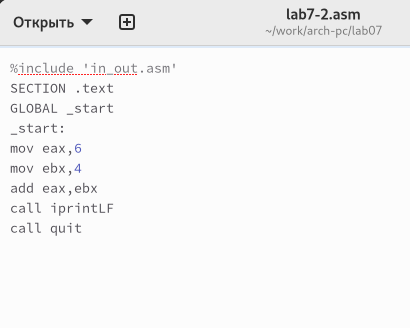 Открыть
lab7-2.asm
~/work/arch-pc/lab07
%include 'in_out.asm'
SECTION .text
GLOBAL _start
_start:
mov eax,6
mov ebx,4
add eax,ebx
call iprintLF
call quit